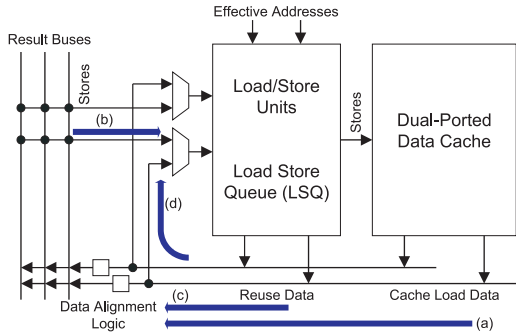 Effective Addresses
Result Buses
Stores
(b)
Load/Store
Units
Load Store
Queue (LSQ)
Stores
Dual-Ported
Data Cache
(d)
Data Alignment
Logic
(c)
Reuse Data
Cache Load Data
(a)